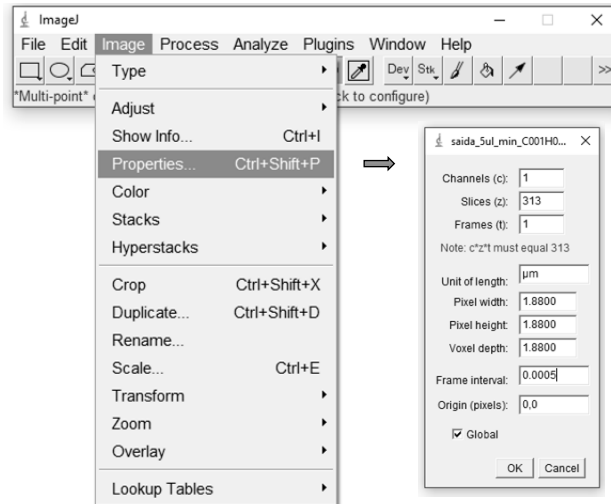 ImageJ
File Edit Image Process Analyze Plugins Window Help
Dev Stk >>
*Multi-point* ck to configure)
Type
Adjust
Show Info... Ctrl+I
Properties... Ctrl+Shift+P
Color
Stacks
Hyperstacks
Crop Ctrl+Shift+X
Duplicate... Ctrl+Shift+D
Rename...
Scale... Ctrl+E
Transform
Zoom
Overlay
Lookup Tables
saida_5ul_min_C001H0...
Channels (c): 1
Slices (z): 313
Frames (t): 1
Note: c*z*t must equal 313
Unit of length: µm
Pixel width: 1.8800
Pixel height: 1.8800
Voxel depth: 1.8800
Frame interval: 0.0005
Origin (pixels): 0,0
Global
OK Cancel